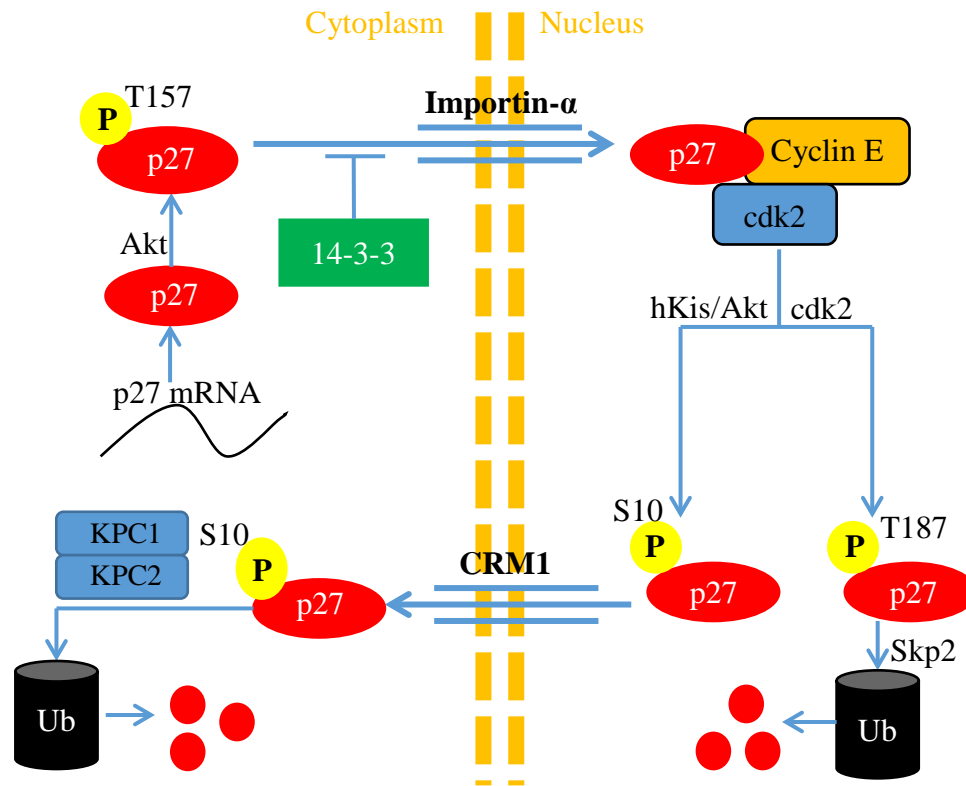 Cytoplasm
Nucleus
T157
P
p27
Importin-α
p27
Cyclin E
cdk2
Akt
14-3-3
p27
hKis/Akt
cdk2
p27 mRNA
S10
P
p27
T187
P
p27
KPC1
KPC2
S10
P
p27
CRM1
Skp2
Ub
Ub